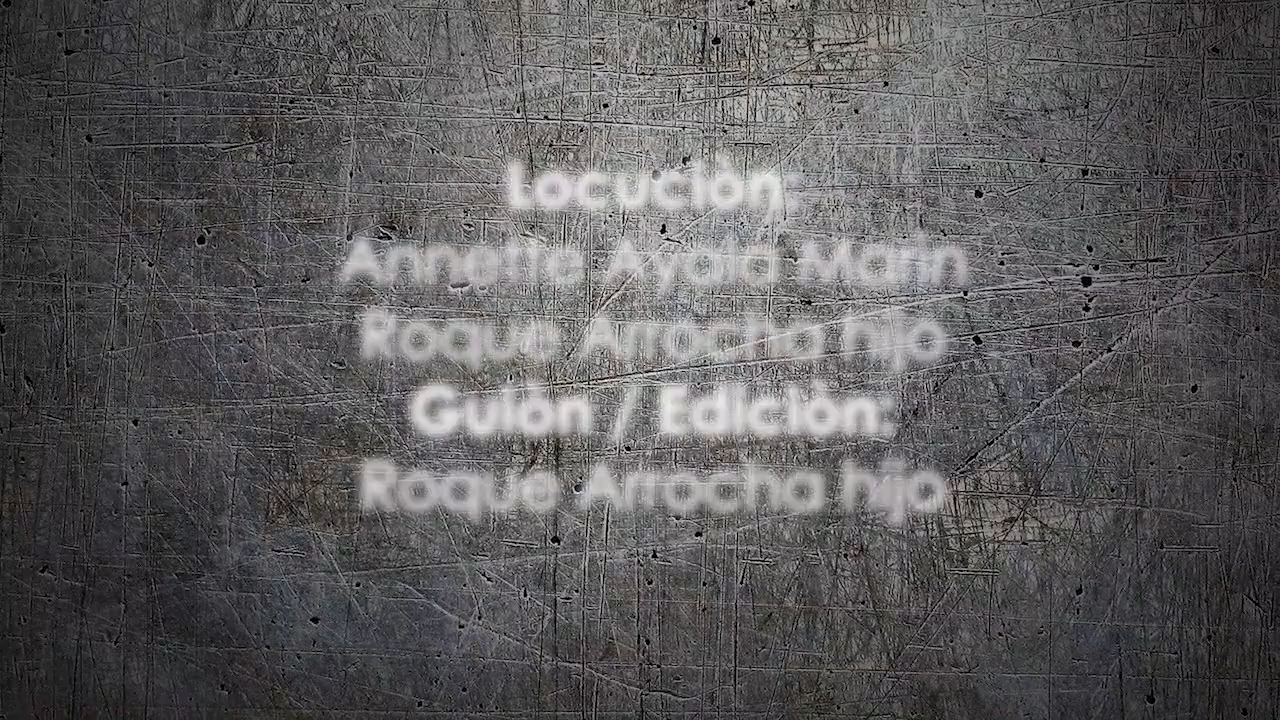 Locución:
Annette Ayala Marín
Roque Arrocha hijo
Guión / Edición:
Roque Arrocha hijo